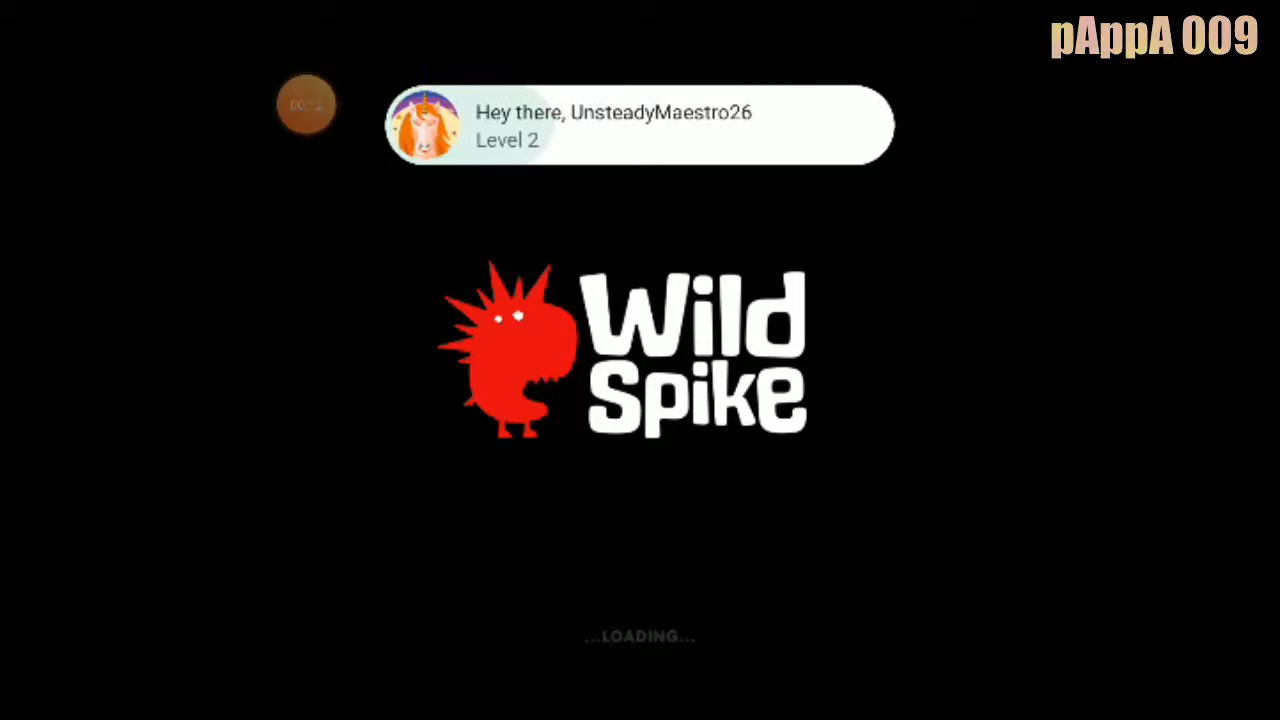 pAppA 009
Hey there, UnsteadyMaestro26
Level 2
Wild
Spike
...LOADING...